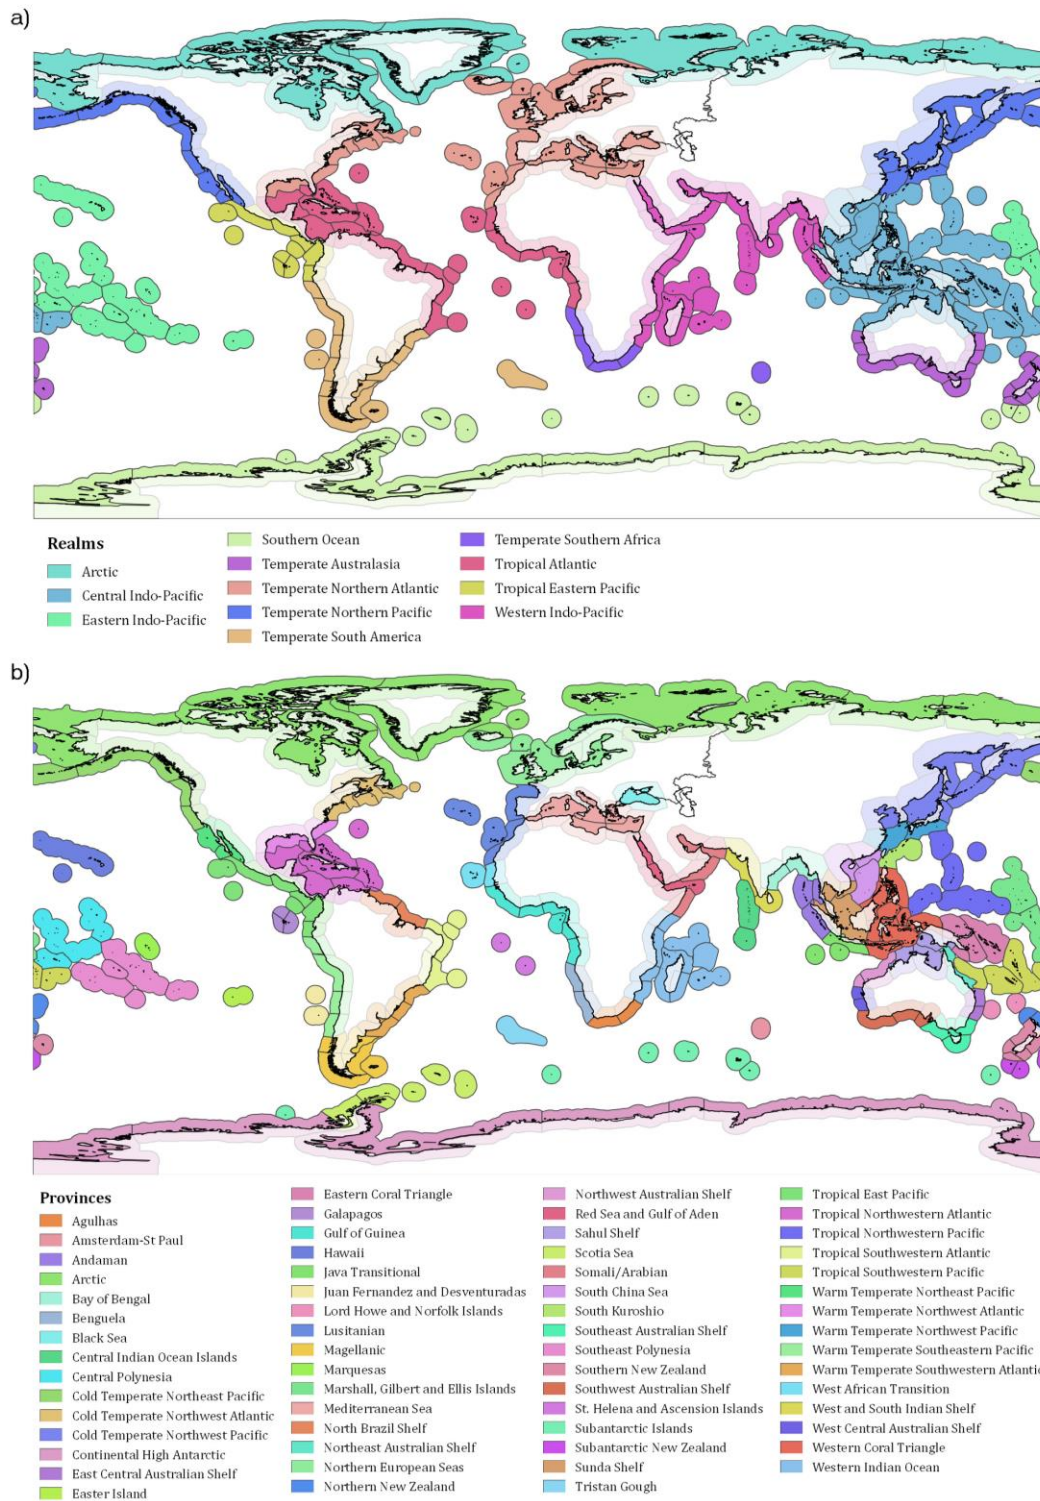 a)
Realms
Arctic
Central Indo-Pacific
Eastern Indo-Pacific
Southern Ocean
Temperate Australasia
Temperate Northern Atlantic
Temperate Northern Pacific
Temperate South America
Temperate Southern Africa
Tropical Atlantic
Tropical Eastern Pacific
Western Indo-Pacific
b)
Provinces
Agulhas
Amsterdam-St Paul
Andaman
Arctic
Bay of Bengal
Benguela
Black Sea
Central Indian Ocean Islands
Central Polynesia
Cold Temperate Northeast Pacific
Cold Temperate Northwest Atlantic
Cold Temperate Northwest Pacific
Continental High Antarctic
East Central Australian Shelf
Easter Island
Eastern Coral Triangle
Galapagos
Gulf of Guinea
Hawaii
Java Transitional
Juan Fernandez and Desventuradas
Lord Howe and Norfolk Islands
Lusitanian
Magellanic
Marquesas
Marshall, Gilbert and Ellis Islands
Mediterranean Sea
North Brazil Shelf
Northeast Australian Shelf
Northern European Seas
Northern New Zealand
Northwest Australian Shelf
Red Sea and Gulf of Aden
Sahul Shelf
Scotia Sea
Somali/Arabian
South China Sea
South Kuroshio
Southeast Australian Shelf
Southeast Polynesia
Southern New Zealand
Southwest Australian Shelf
St. Helena and Ascension Islands
Subantarctic Islands
Subantarctic New Zealand
Sunda Shelf
Tristan Gough
Tropical East Pacific
Tropical Northwestern Atlantic
Tropical Northwestern Pacific
Tropical Southwestern Atlantic
Tropical Southwestern Pacific
Warm Temperate Northeast Pacific
Warm Temperate Northwest Atlantic
Warm Temperate Northwest Pacific
Warm Temperate Southeastern Pacific
Warm Temperate Southwestern Atlantic
West African Transition
West and South Indian Shelf
West Central Australian Shelf
Western Coral Triangle
Western Indian Ocean